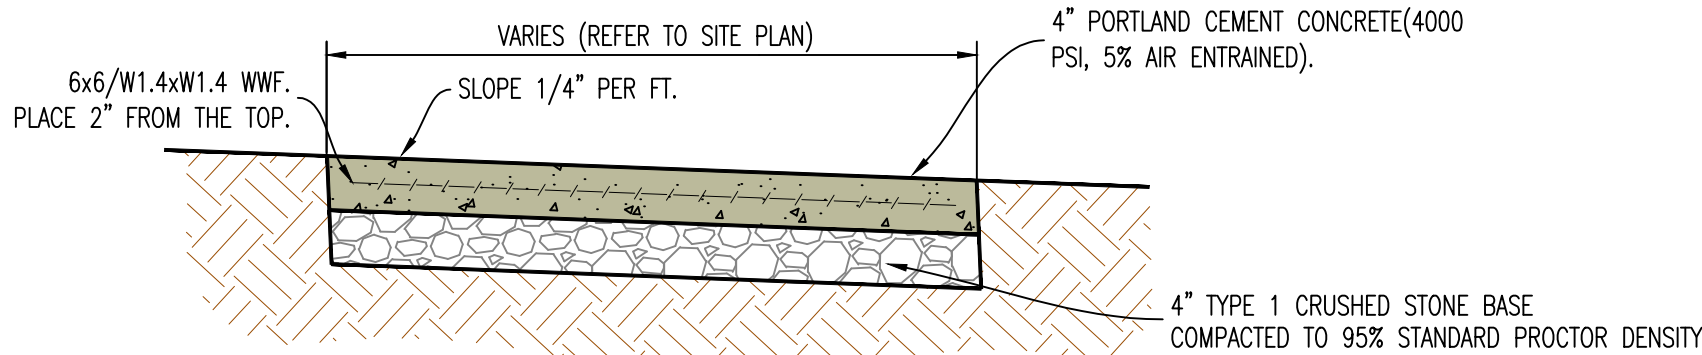 VARIES (REFER TO SITE PLAN)
4” PORTLAND CEMENT CONCRETE(4000
PSI, 5% AIR ENTRAINED).
6x6/W1.4xW1.4 WWF.
PLACE 2” FROM THE TOP.
SLOPE 1/4” PER FT.
4” TYPE 1 CRUSHED STONE BASE
COMPACTED TO 95% STANDARD PROCTOR DENSITY